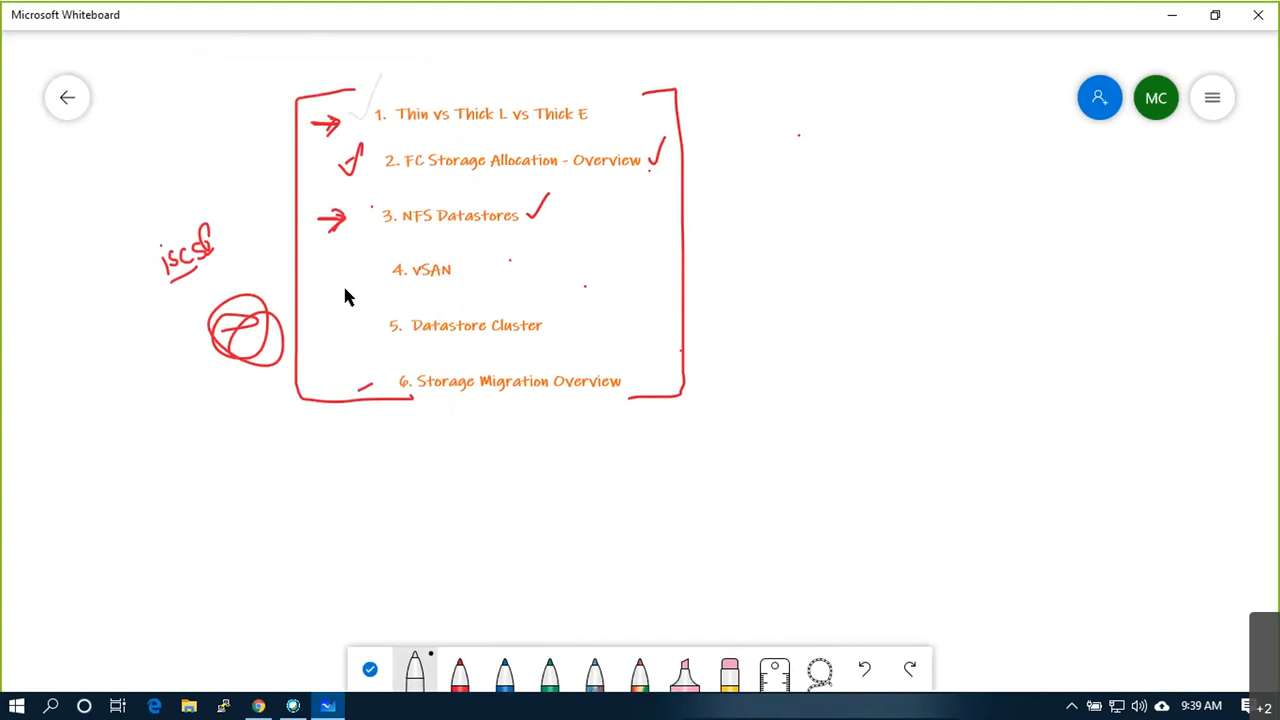 Microsoft Whiteboard
MC
1. Thin vs Thick L vs Thick E
2. FC Storage Allocation - Overview
3. NFS Datastores
4. vSAN
5. Datastore Cluster
6. Storage Migration Overview
9:39 AM
+2